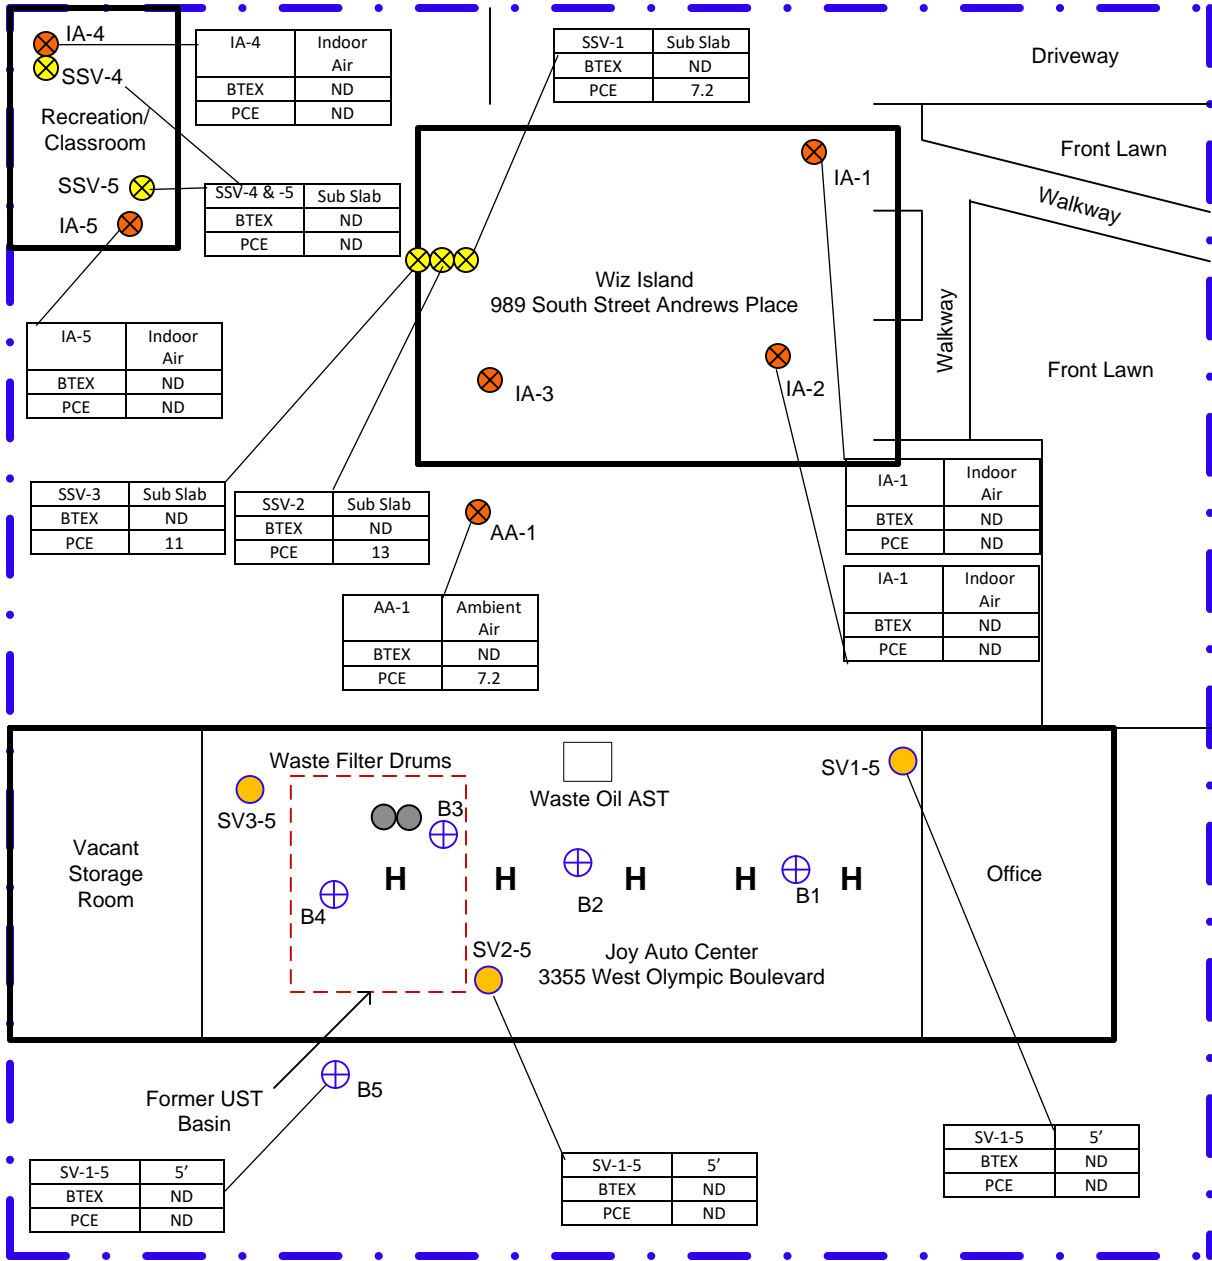 IA-4
SSV-4
Recreation/
Classroom
SSV-5
IA-5
IA-4 Indoor
Air
BTEX ND
PCE ND
SSV-4 & -5 Sub Slab
BTEX ND
PCE ND
SSV-1 Sub Slab
BTEX ND
PCE 7.2
Driveway
Front Lawn
Walkway
IA-1
Wiz Island
989 South Street Andrews Place
Walkway
Front Lawn
IA-5 Indoor
Air
BTEX ND
PCE ND
IA-3
IA-2
SSV-3 Sub Slab
BTEX ND
PCE 11
SSV-2 Sub Slab
BTEX ND
PCE 13
AA-1
IA-1 Indoor
Air
BTEX ND
PCE ND
IA-1 Indoor
Air
BTEX ND
PCE ND
AA-1 Ambient
Air
BTEX ND
PCE 7.2
Waste Filter Drums
SV3-5
B3
Waste Oil AST
SV1-5
Vacant
Storage
Room
H H H H H
B4
B2
B1
Office
SV2-5
Joy Auto Center
3355 West Olympic Boulevard
Former UST
Basin
B5
SV-1-5 5’
BTEX ND
PCE ND
SV-1-5 5’
BTEX ND
PCE ND
SV-1-5 5’
BTEX ND
PCE ND